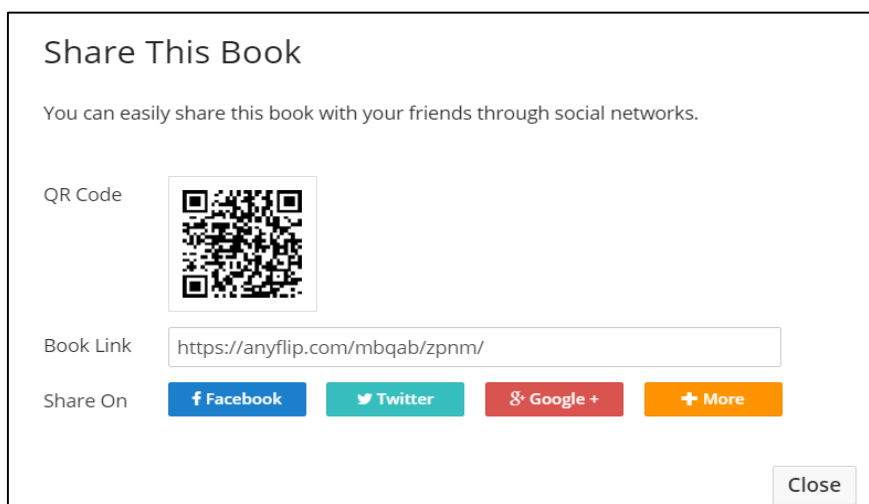 Share This Book
You can easily share this book with your friends through social networks.
QR Code
Book Link https://anyflip.com/mbqab/zpnm/
Share On Facebook Twitter Google + More
Close